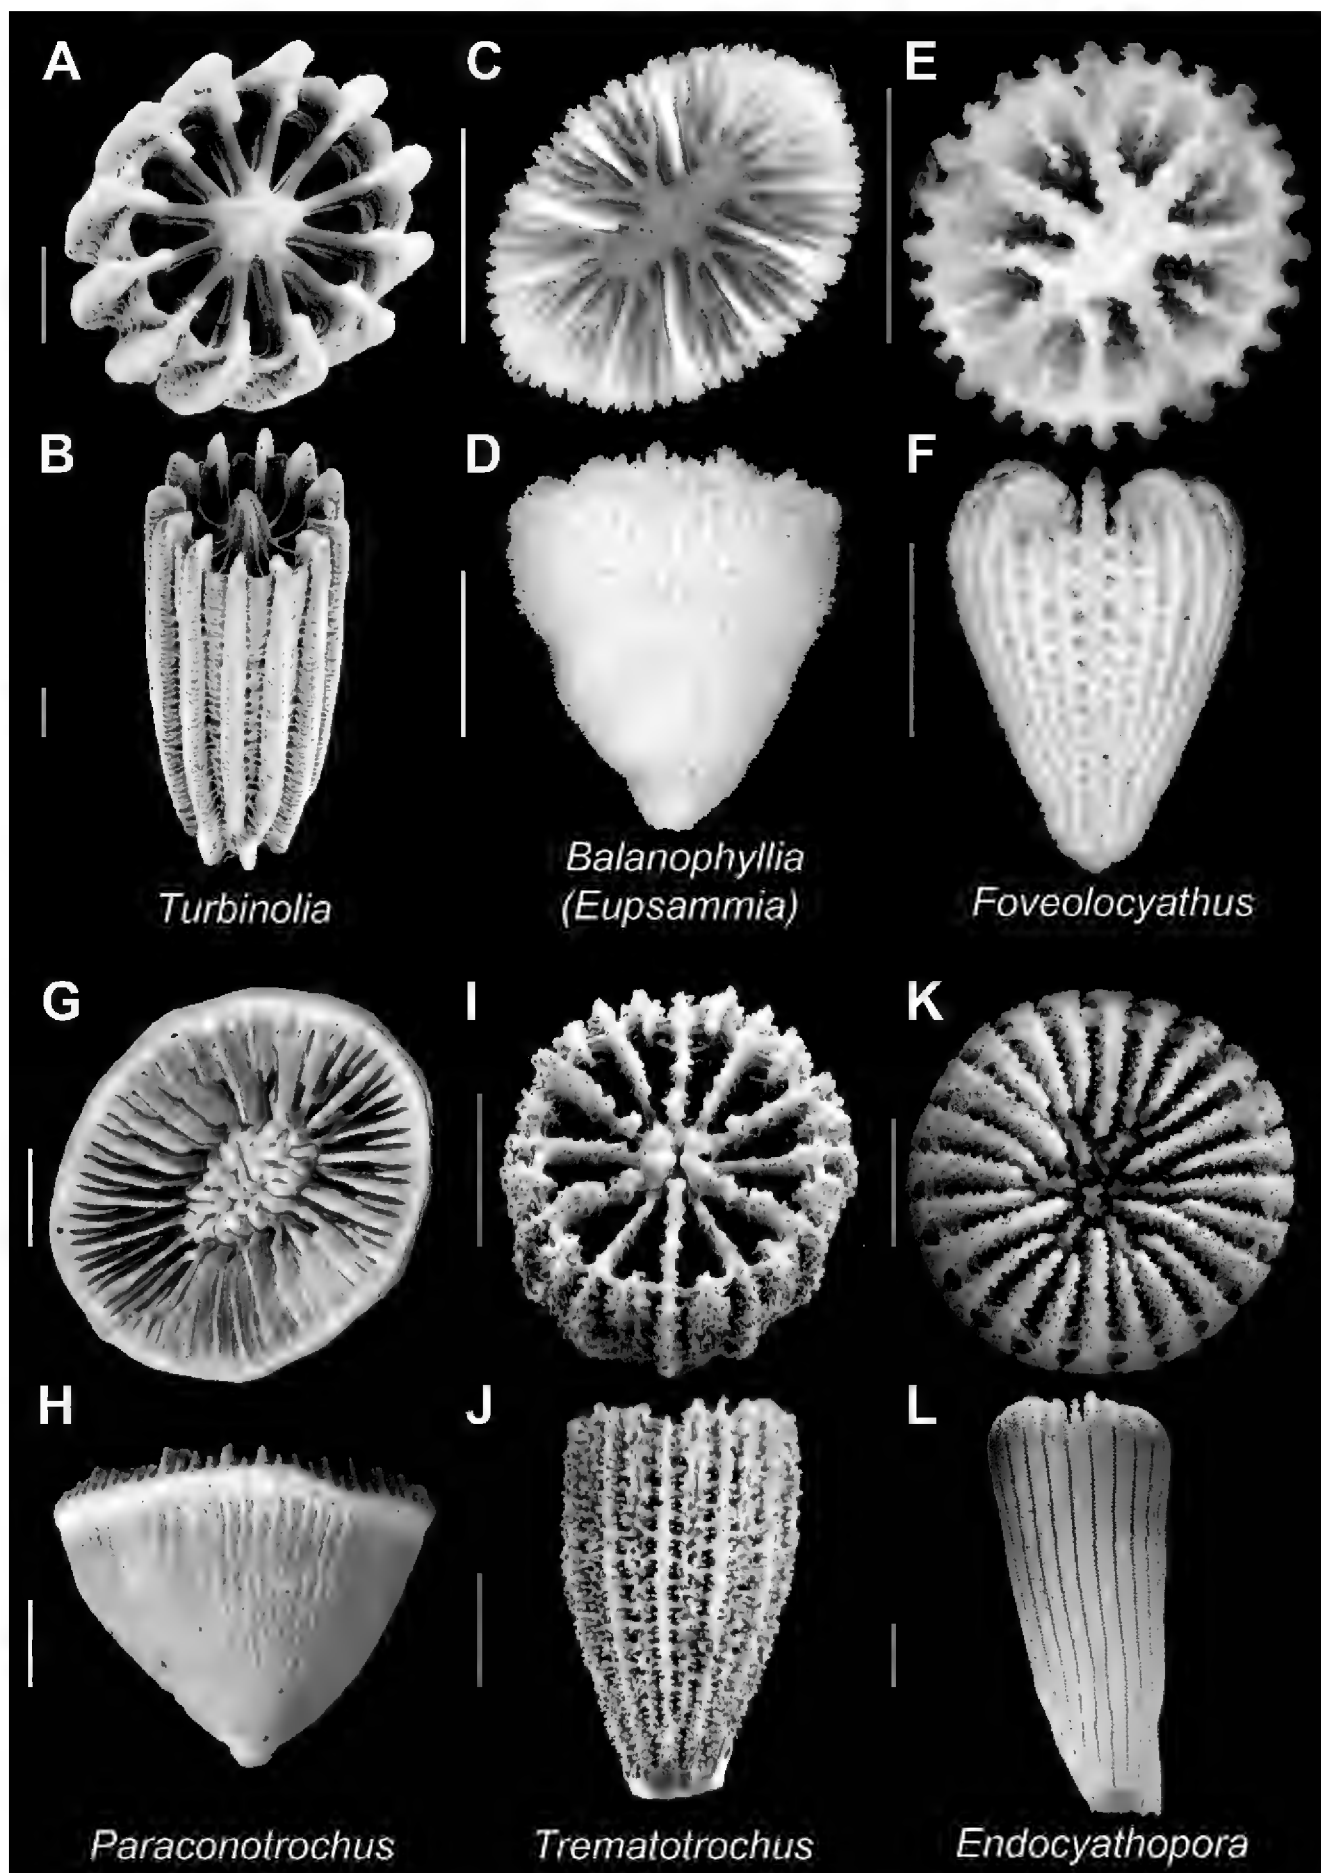 A C E
B D F
Turbinolia
Balanophyllia
(Eupsammia)
Foveolocyathus
G I K
H J L
Paraconotrochus
Trematotrochus
Endocyathopora